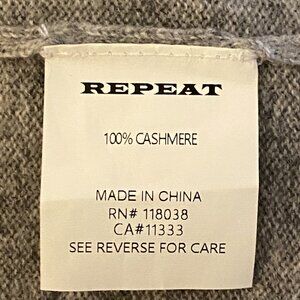 REPEAT
100% CASHMERE
MADE IN CHINA
RN# 118038
CA#11333
SEE REVERSE FOR CARE